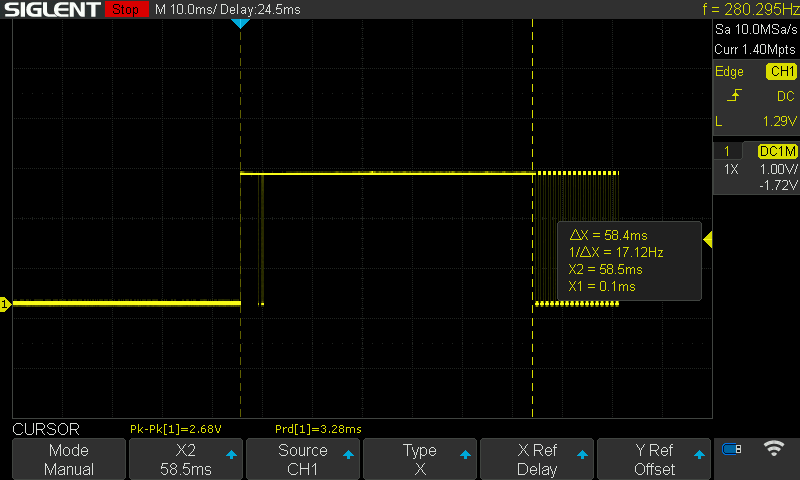 SIGLENT Stop M 10.0ms/ Delay:24.5ms f = 280.295Hz
Sa 10.0MSa/s
Curr 1.40Mpts
Edge CH1
DC
L 1.29V
1 DC1M
1X 1.00V/
-1.72V
1
△X = 58.4ms
1/△X = 17.12Hz
X2 = 58.5ms
X1 = 0.1ms
CURSOR Pk-Pk[1]=2.68V Prd[1]=3.28ms
Mode X2 Source Type X Ref Y Ref
Manual 58.5ms CH1 X Delay Offset